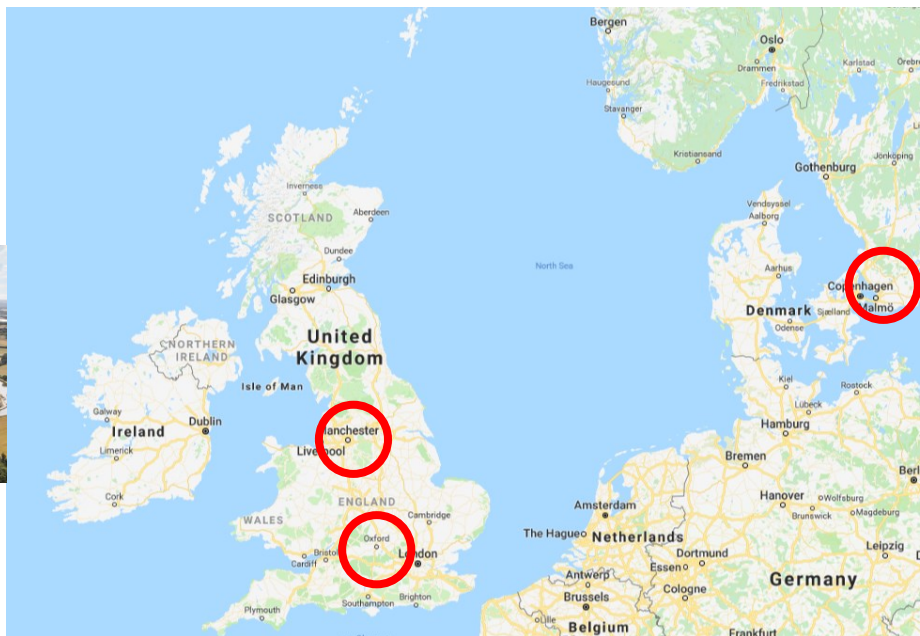 Bergen
Oslo
Drammen
Karlstad
Fredrikstad
Haugesund
Stavanger
Kristiansand
Gothenburg
Jonkoping
Inverness
SCOTLAND
Aberdeen
Vendsyssel
Aalborg
Dundee
North Sea
Aarhus
Edinburgh
Glasgow
Copenhagen
Malmö
Denmark
Sjælland
Odense
United
Kingdom
NORTHERN
IRELAND
Isle of Man
Kiel
Rostock
Galway
Dublin
Ireland
Lübeck
Hamburg
Manchester
Limerick
Liverpool
Bremen
Cork
ENGLAND
Hanover
Wolfsburg
WALES
Cambridge
Amsterdam
Brunswick
Magdeburg
Oxford
The Hague
Netherlands
Bristol
London
Cardiff
Dortmund
Leipzig
Essen
Antwerp
Cologne
Germany
Southampton
Brighton
Brussels
Plymouth
Lille
Belgium
Frankfurt